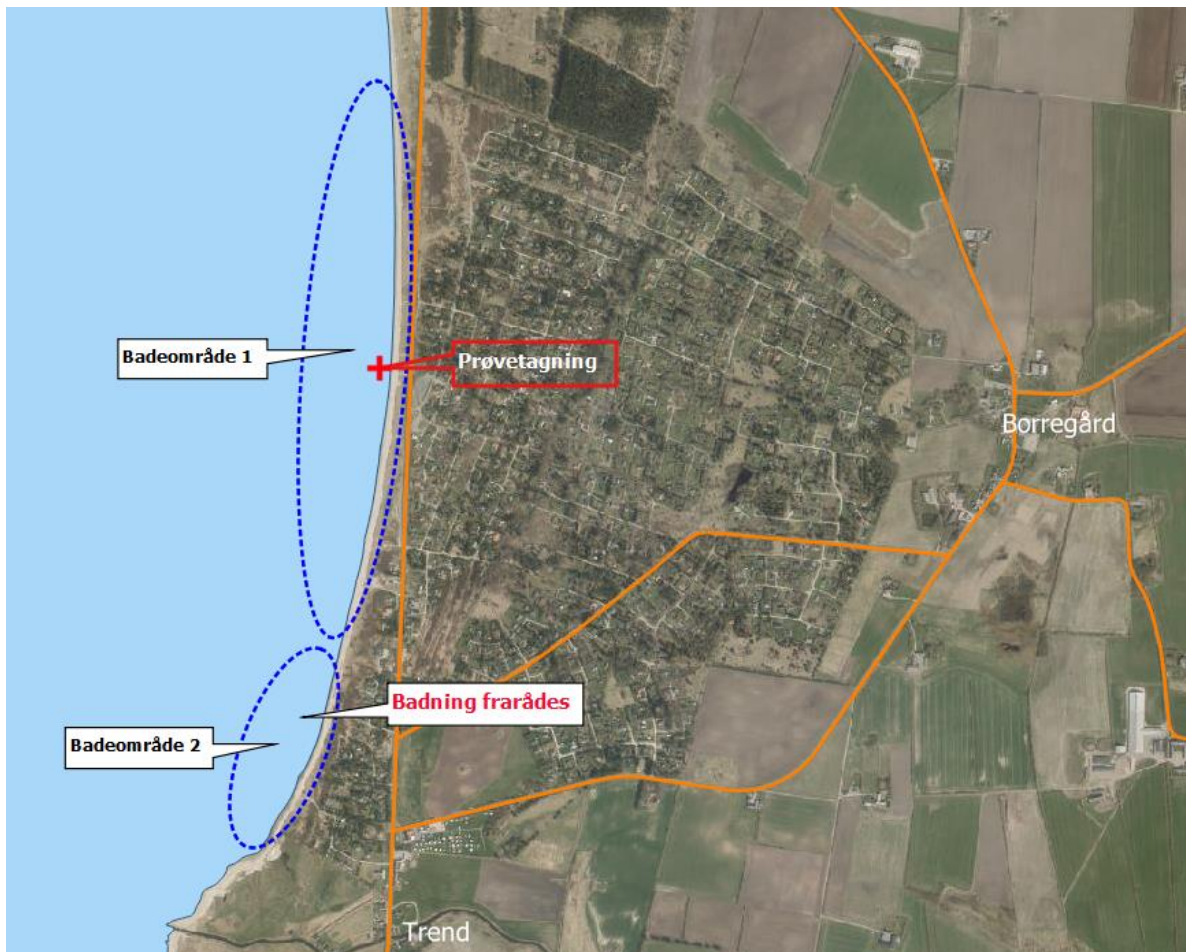 Badeområde 1
Prøvetagning
Borregård
Badning frarådes
Badeområde 2
Trend